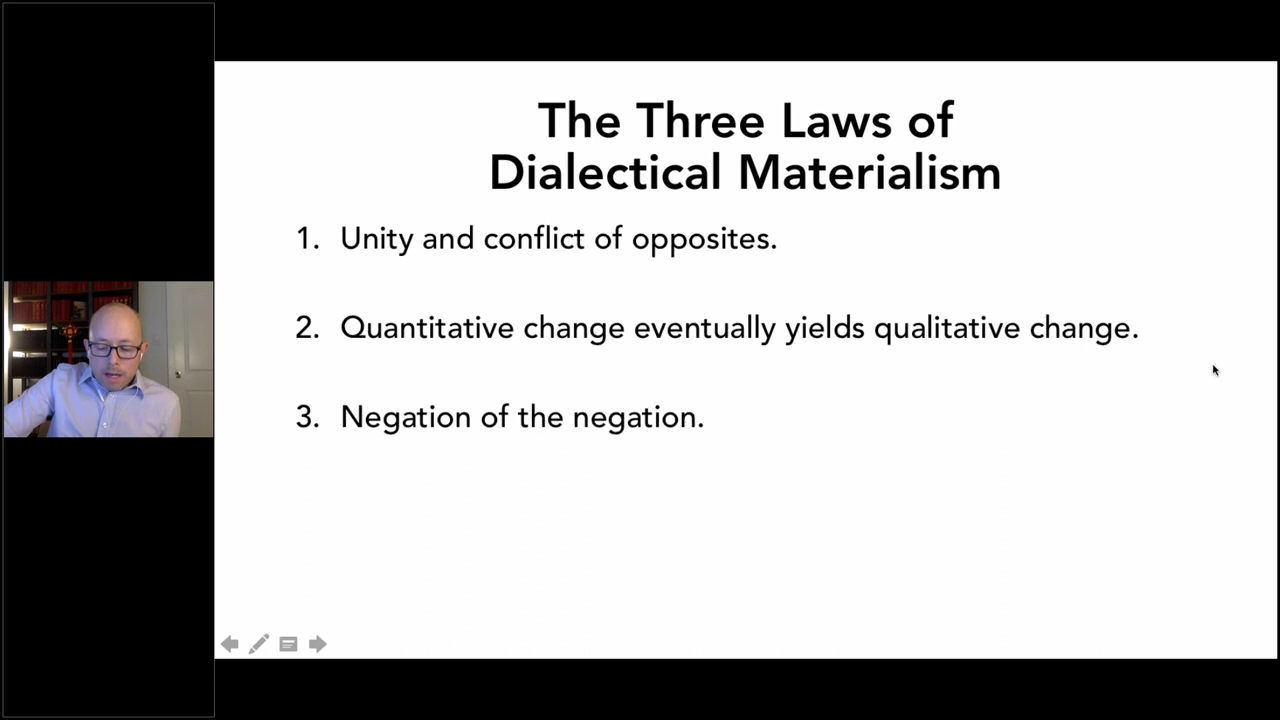 The Three Laws of
Dialectical Materialism
1. Unity and conflict of opposites.
2. Quantitative change eventually yields qualitative change.
3. Negation of the negation.